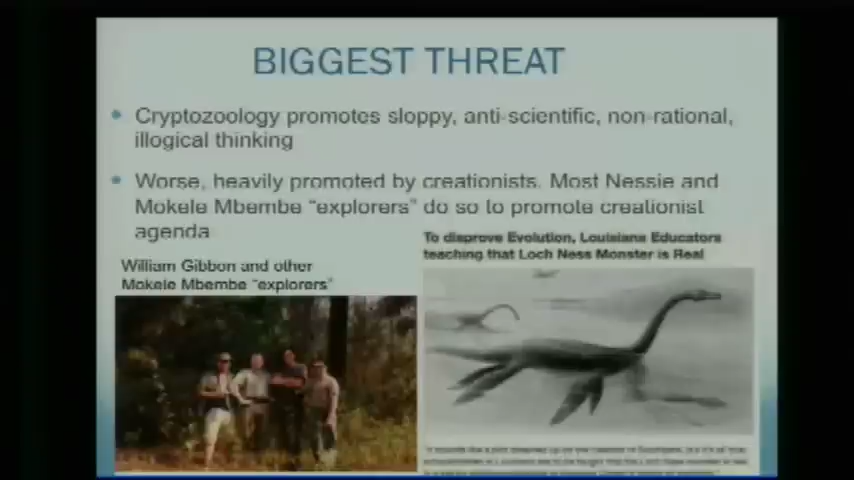 BIGGEST THREAT
Cryptozoology promotes sloppy, anti-scientific, non-rational,
illogical thinking
Worse, heavily promoted by creationists. Most Nessie and
Mokele Mbembe “explorers” do so to promote creationist
agenda
William Gibbon and other
Mokele Mbembe “explorers”
To disprove Evolution, Louisiana Educators
teaching that Loch Ness Monster is Real